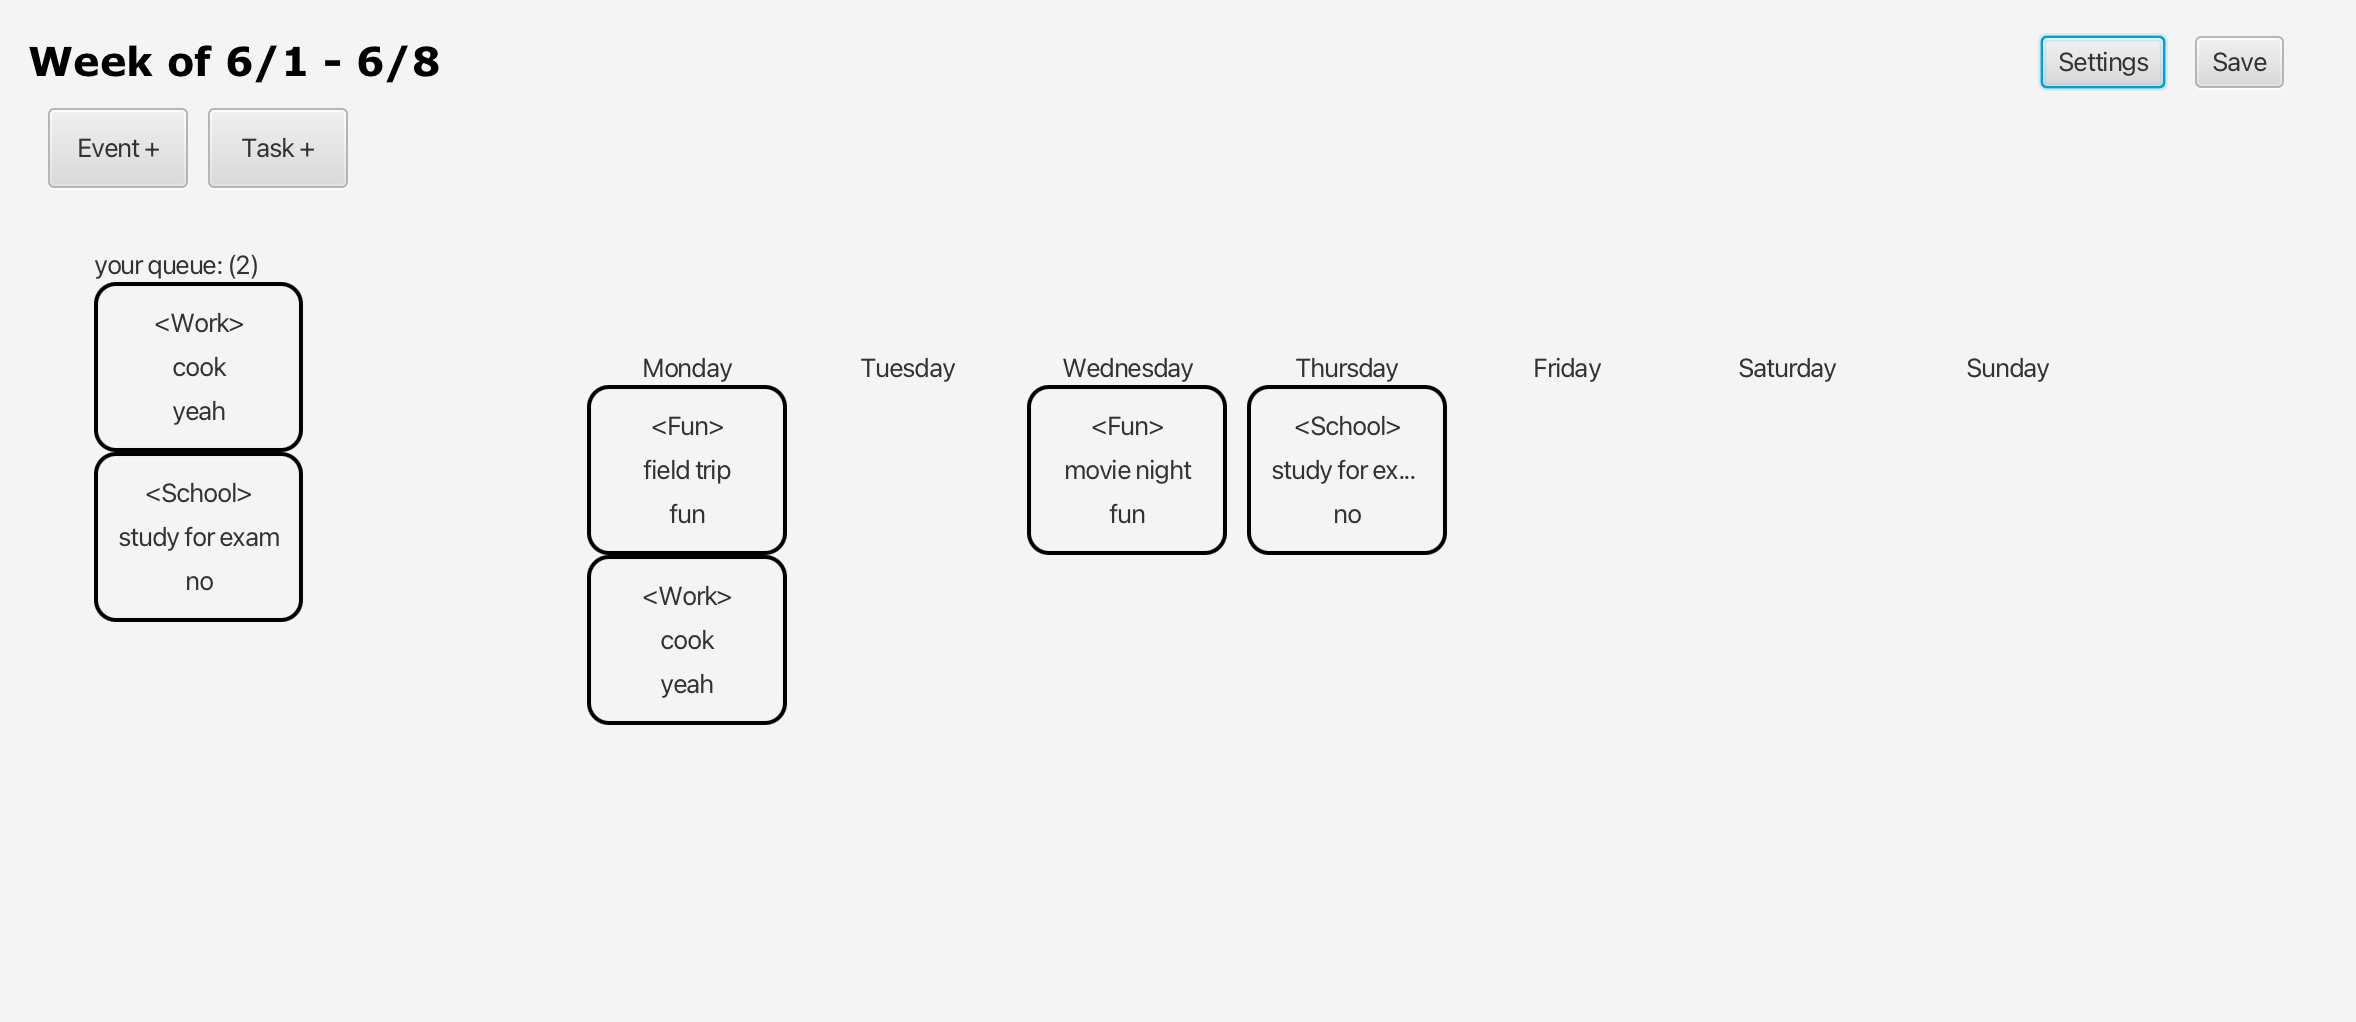 Week of 6/1 - 6/8
Settings
Save
Event +
Task +
your queue: (2)
<Work>
cook
yeah
<School>
study for exam
no
Monday
Tuesday
Wednesday
Thursday
Friday
Saturday
Sunday
<Fun>
field trip
fun
<Work>
cook
yeah
<Fun>
movie night
fun
<School>
study for ex...
no